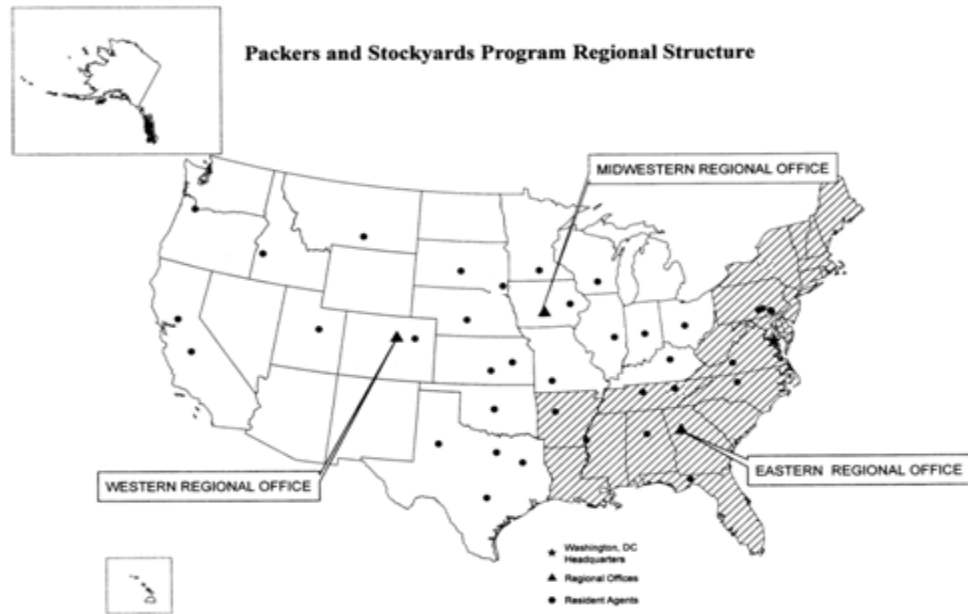 Packers and Stockyards Program Regional Structure
MIDWESTERN REGIONAL OFFICE
WESTERN REGIONAL OFFICE
EASTERN REGIONAL OFFICE
Washington, DC
Headquarters
Regional Offices
Resident Agents